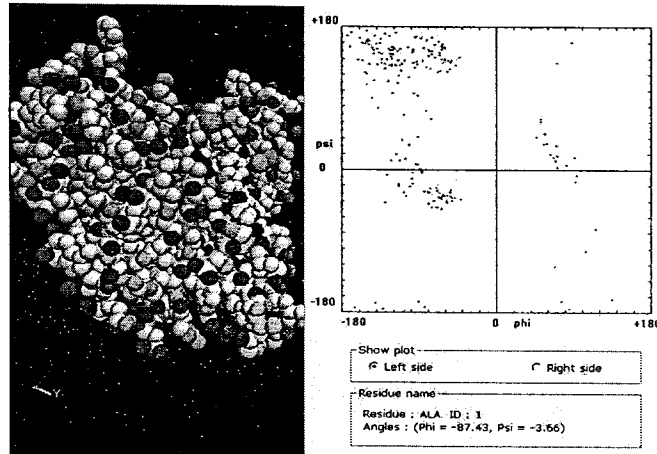 +180
psi
0
-180
-180
0
phi
+180
Y
Show plot
Left side
Right side
Residue name
Residue : ALA. ID : 1
Angles : (Phi = -87.43, Psi = -3.66)